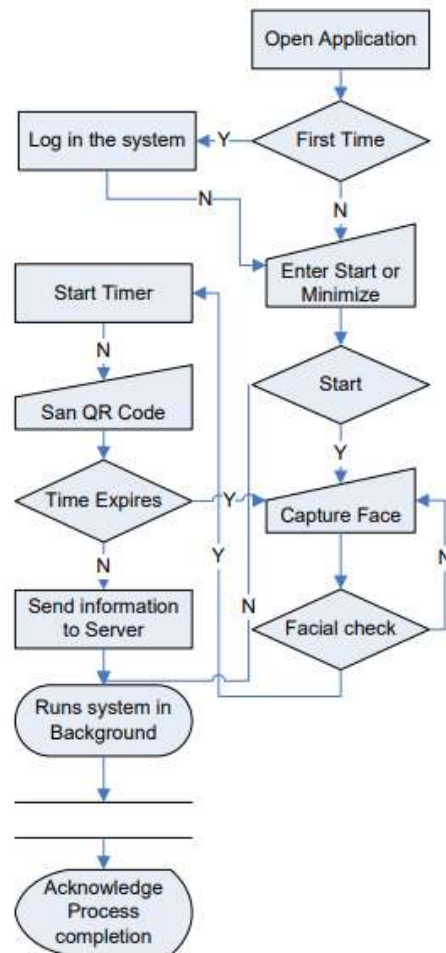 Open Application
First Time
Y
Log in the system
N
N
Enter Start or
Minimize
Start Timer
N
Start
San QR Code
Y
Time Expires
Y
Capture Face
Y
N
N
N
Send information
to Server
Facial check
Runs system in
Background
Acknowledge
Process
completion